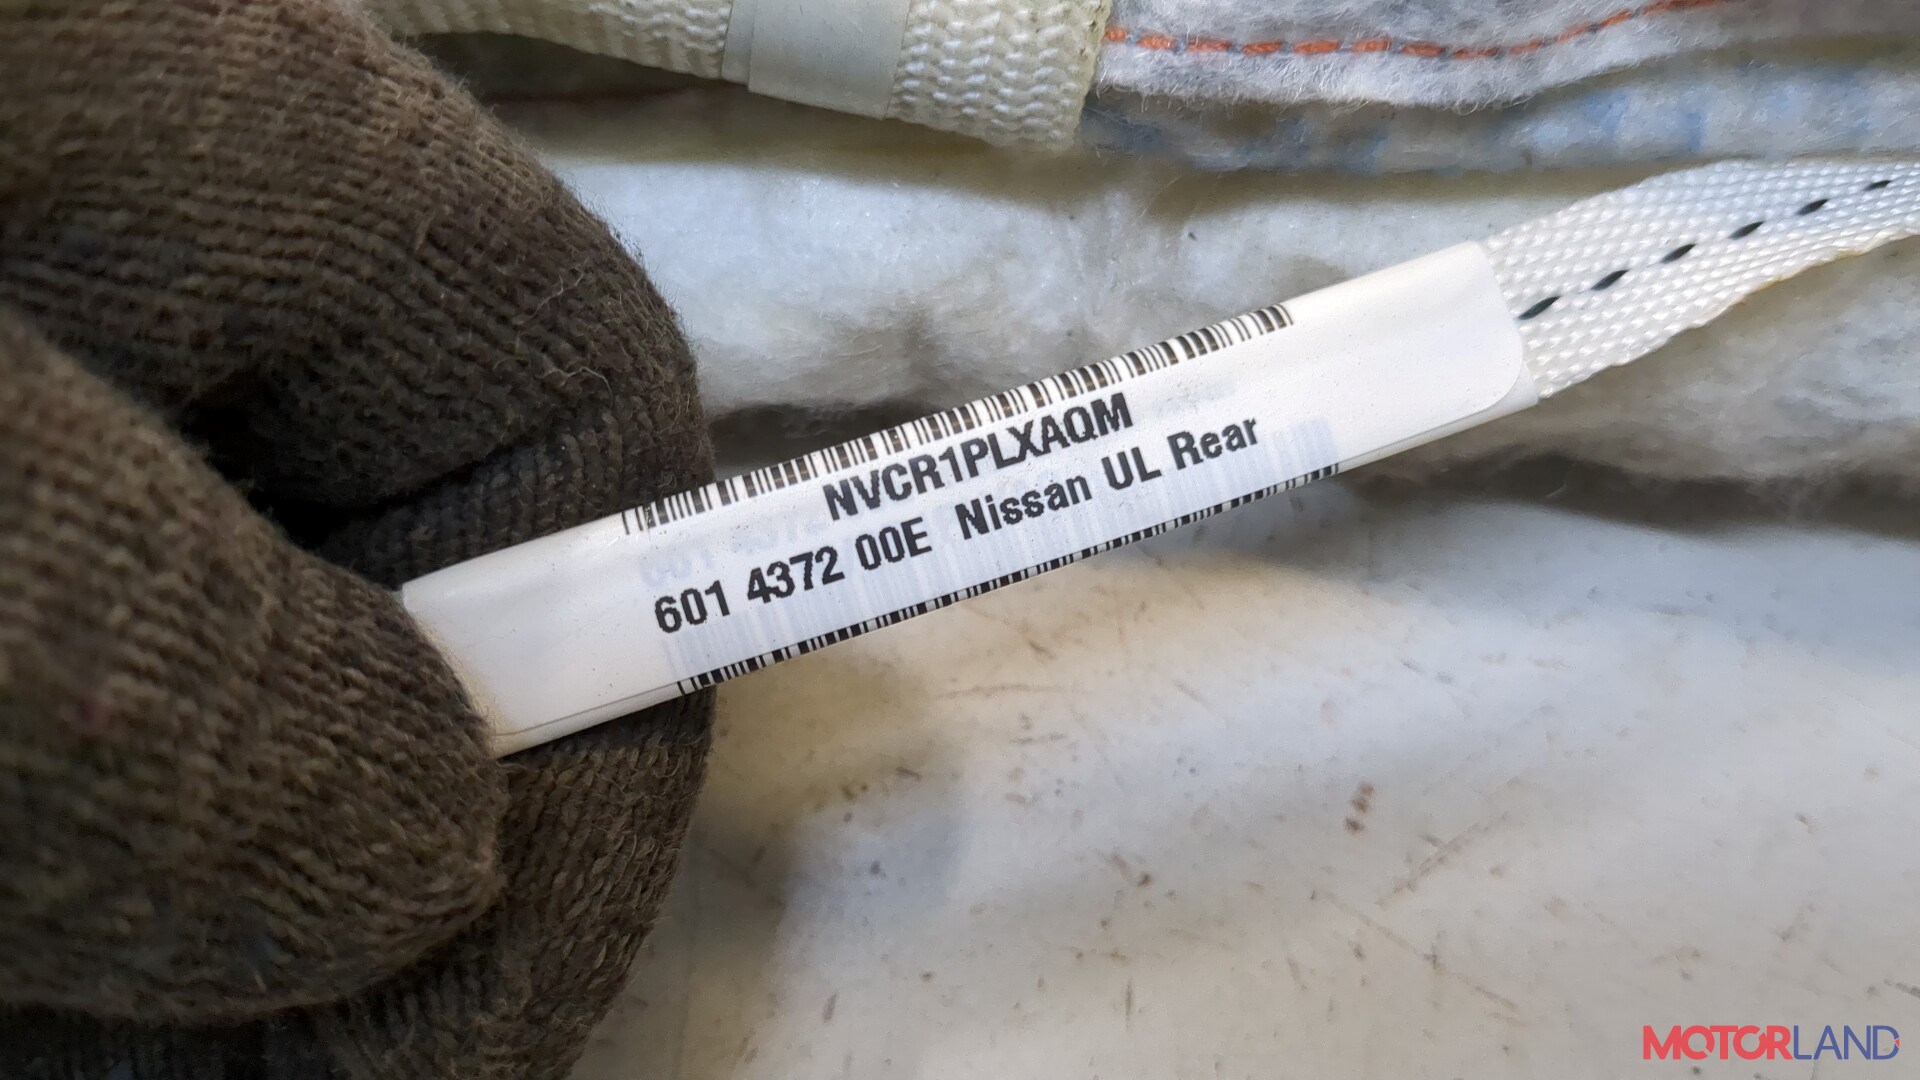 NVCR1PLXAQM
601 4372 00E Nissan UL Rear
MOTORLAND